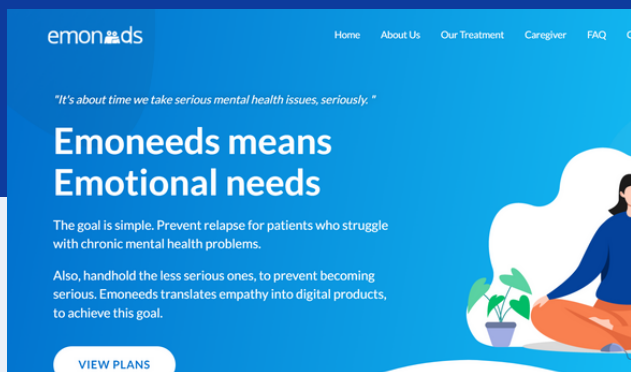 emoneeds
Home About Us Our Treatment Caregiver FAQ
"It's about time we take serious mental health issues, seriously. "
Emoneeds means
Emotional needs
The goal is simple. Prevent relapse for patients who struggle
with chronic mental health problems.
Also, handhold the less serious ones, to prevent becoming
serious. Emoneeds translates empathy into digital products,
to achieve this goal.
VIEW PLANS